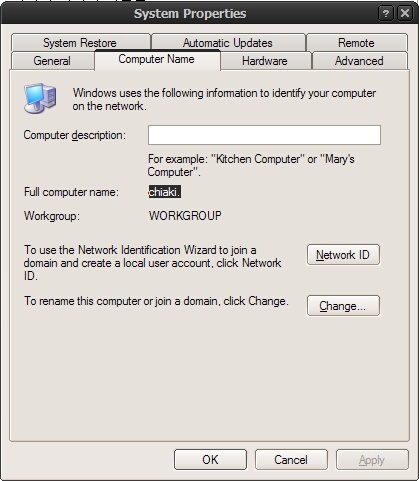 System Properties
System Restore Automatic Updates Remote
General Computer Name Hardware Advanced
Windows uses the following information to identify your computer
on the network.
Computer description:
For example: "Kitchen Computer" or "Mary's
Computer".
Full computer name: chiaki.
Workgroup: WORKGROUP
To use the Network Identification Wizard to join a
domain and create a local user account, click Network
ID.
Network ID
To rename this computer or join a domain, click Change.
Change...
OK Cancel Apply